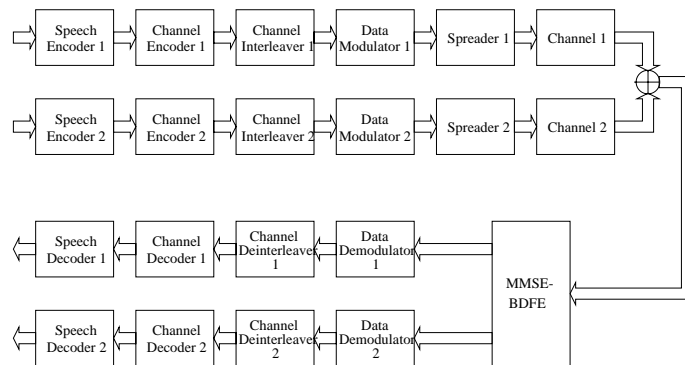 Speech
Encoder 1
Channel
Encoder 1
Channel
Interleaver 1
Data
Modulator 1
Spreader 1
Channel 1
Speech
Encoder 2
Channel
Encoder 2
Channel
Interleaver 2
Data
Modulator 2
Spreader 2
Channel 2
Speech
Decoder 1
Channel
Decoder 1
Channel
Deinterleaver
1
Data
Demodulator
1
MMSE-
BDFE
Speech
Decoder 2
Channel
Decoder 2
Channel
Deinterleaver
2
Data
Demodulator
2